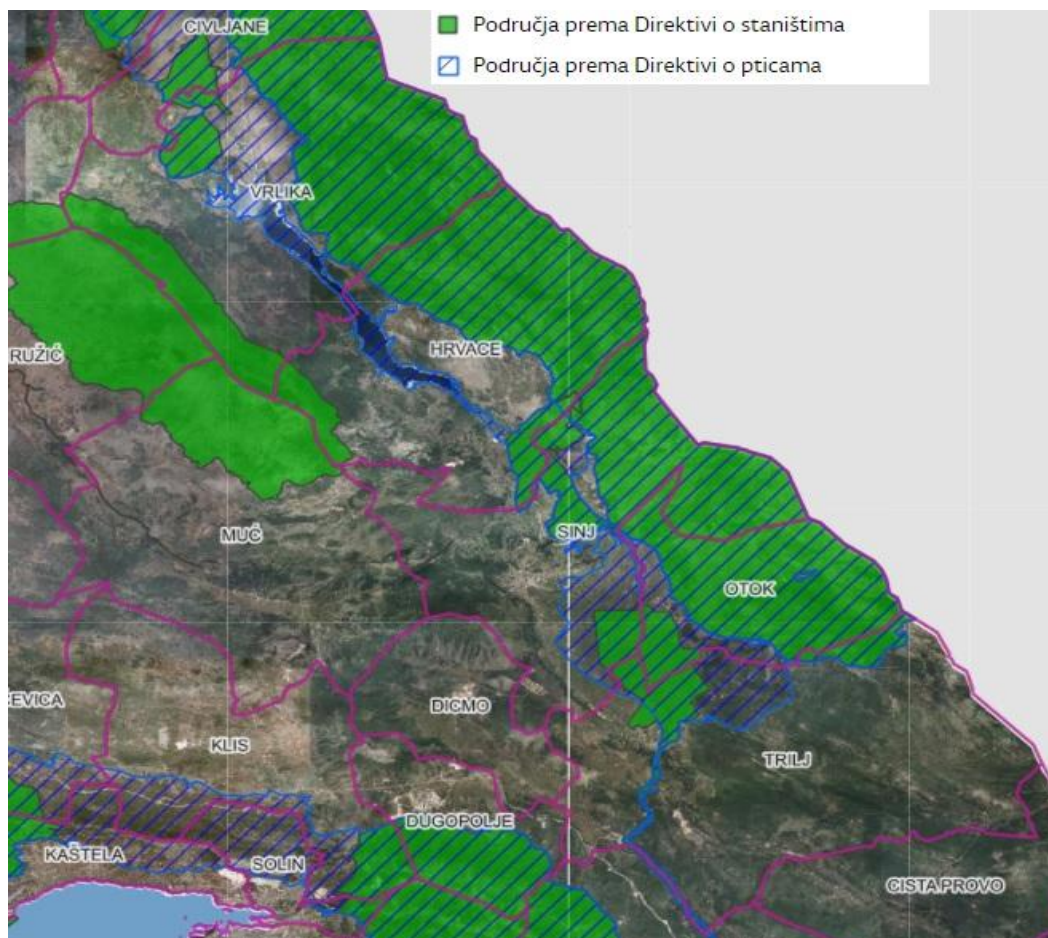 CIVLJANE
Područja prema Direktivi o staništima
Područja prema Direktivi o pticama
VRLIKA
RUŽIĆ
HRVACE
MUĆ
SINJ
OTOK
ĆEVICA
DICMO
KLIS
TRILJ
DUGOPOLJE
KAŠTELA
SOLIN
CISTA PROVO